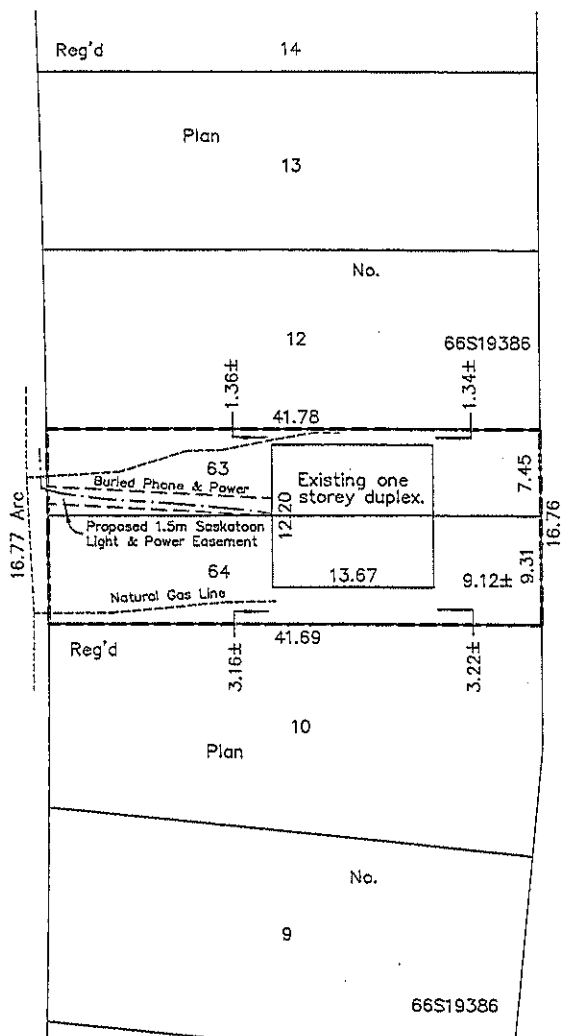 Reg'd 14
Plan
13
No.
12
66S19386
1.36±
1.34±
41.78
63
Buried Phone & Power
Existing one
storey duplex.
7.45
16.77 Arc
12.20
16.76
Proposed 1.5m Saskatoon
Light & Power Easement
64
13.67
9.12±
9.31
Natural Gas Line
Reg'd
41.69
3.16±
3.22±
10
Plan
No.
9
66S19386